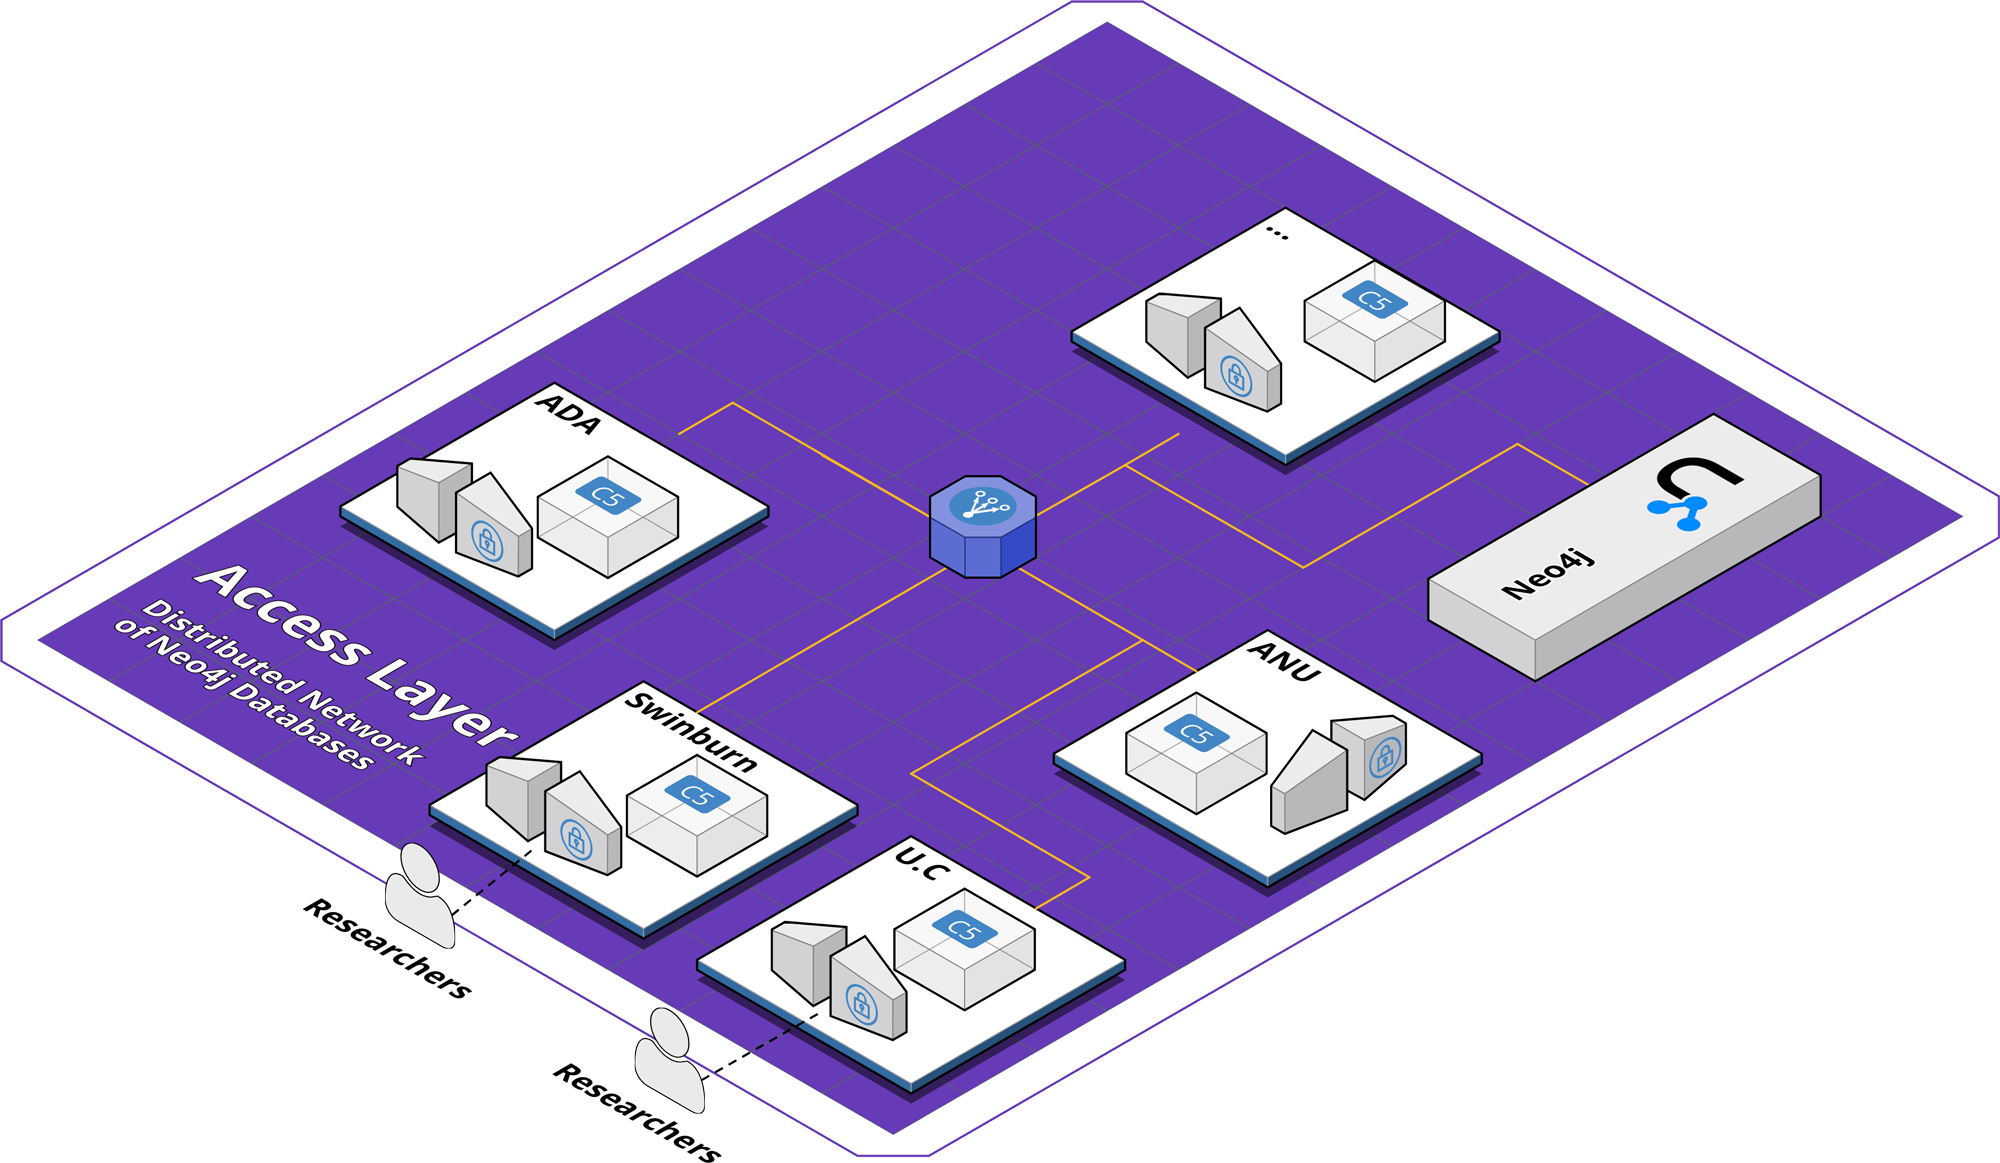 ...
C5
ADA
C5
Neo4j
Access Layer
Distributed Network
of Neo4j Databases
ANU
C5
Swinburn
C5
U.C
C5
Researchers
Researchers